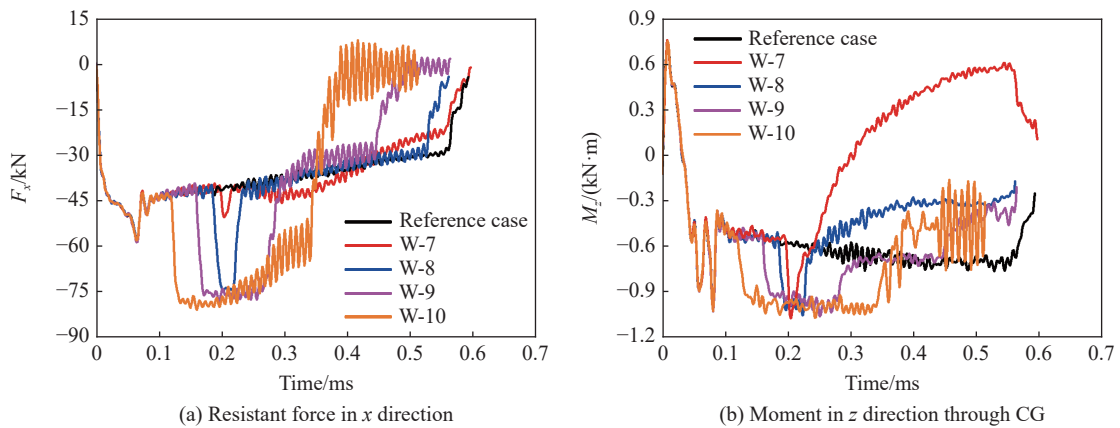 15
0
−15
−30
−45
−60
−75
−90
Fx/kN
Reference case
W-7
W-8
W-9
W-10
0 0.1 0.2 0.3 0.4 0.5 0.6 0.7
Time/ms
(a) Resistant force in x direction
0.9
0.6
0.3
0
−0.3
−0.6
−0.9
−1.2
Mz/(kN·m)
Reference case
W-7
W-8
W-9
W-10
0 0.1 0.2 0.3 0.4 0.5 0.6 0.7
Time/ms
(b) Moment in z direction through CG